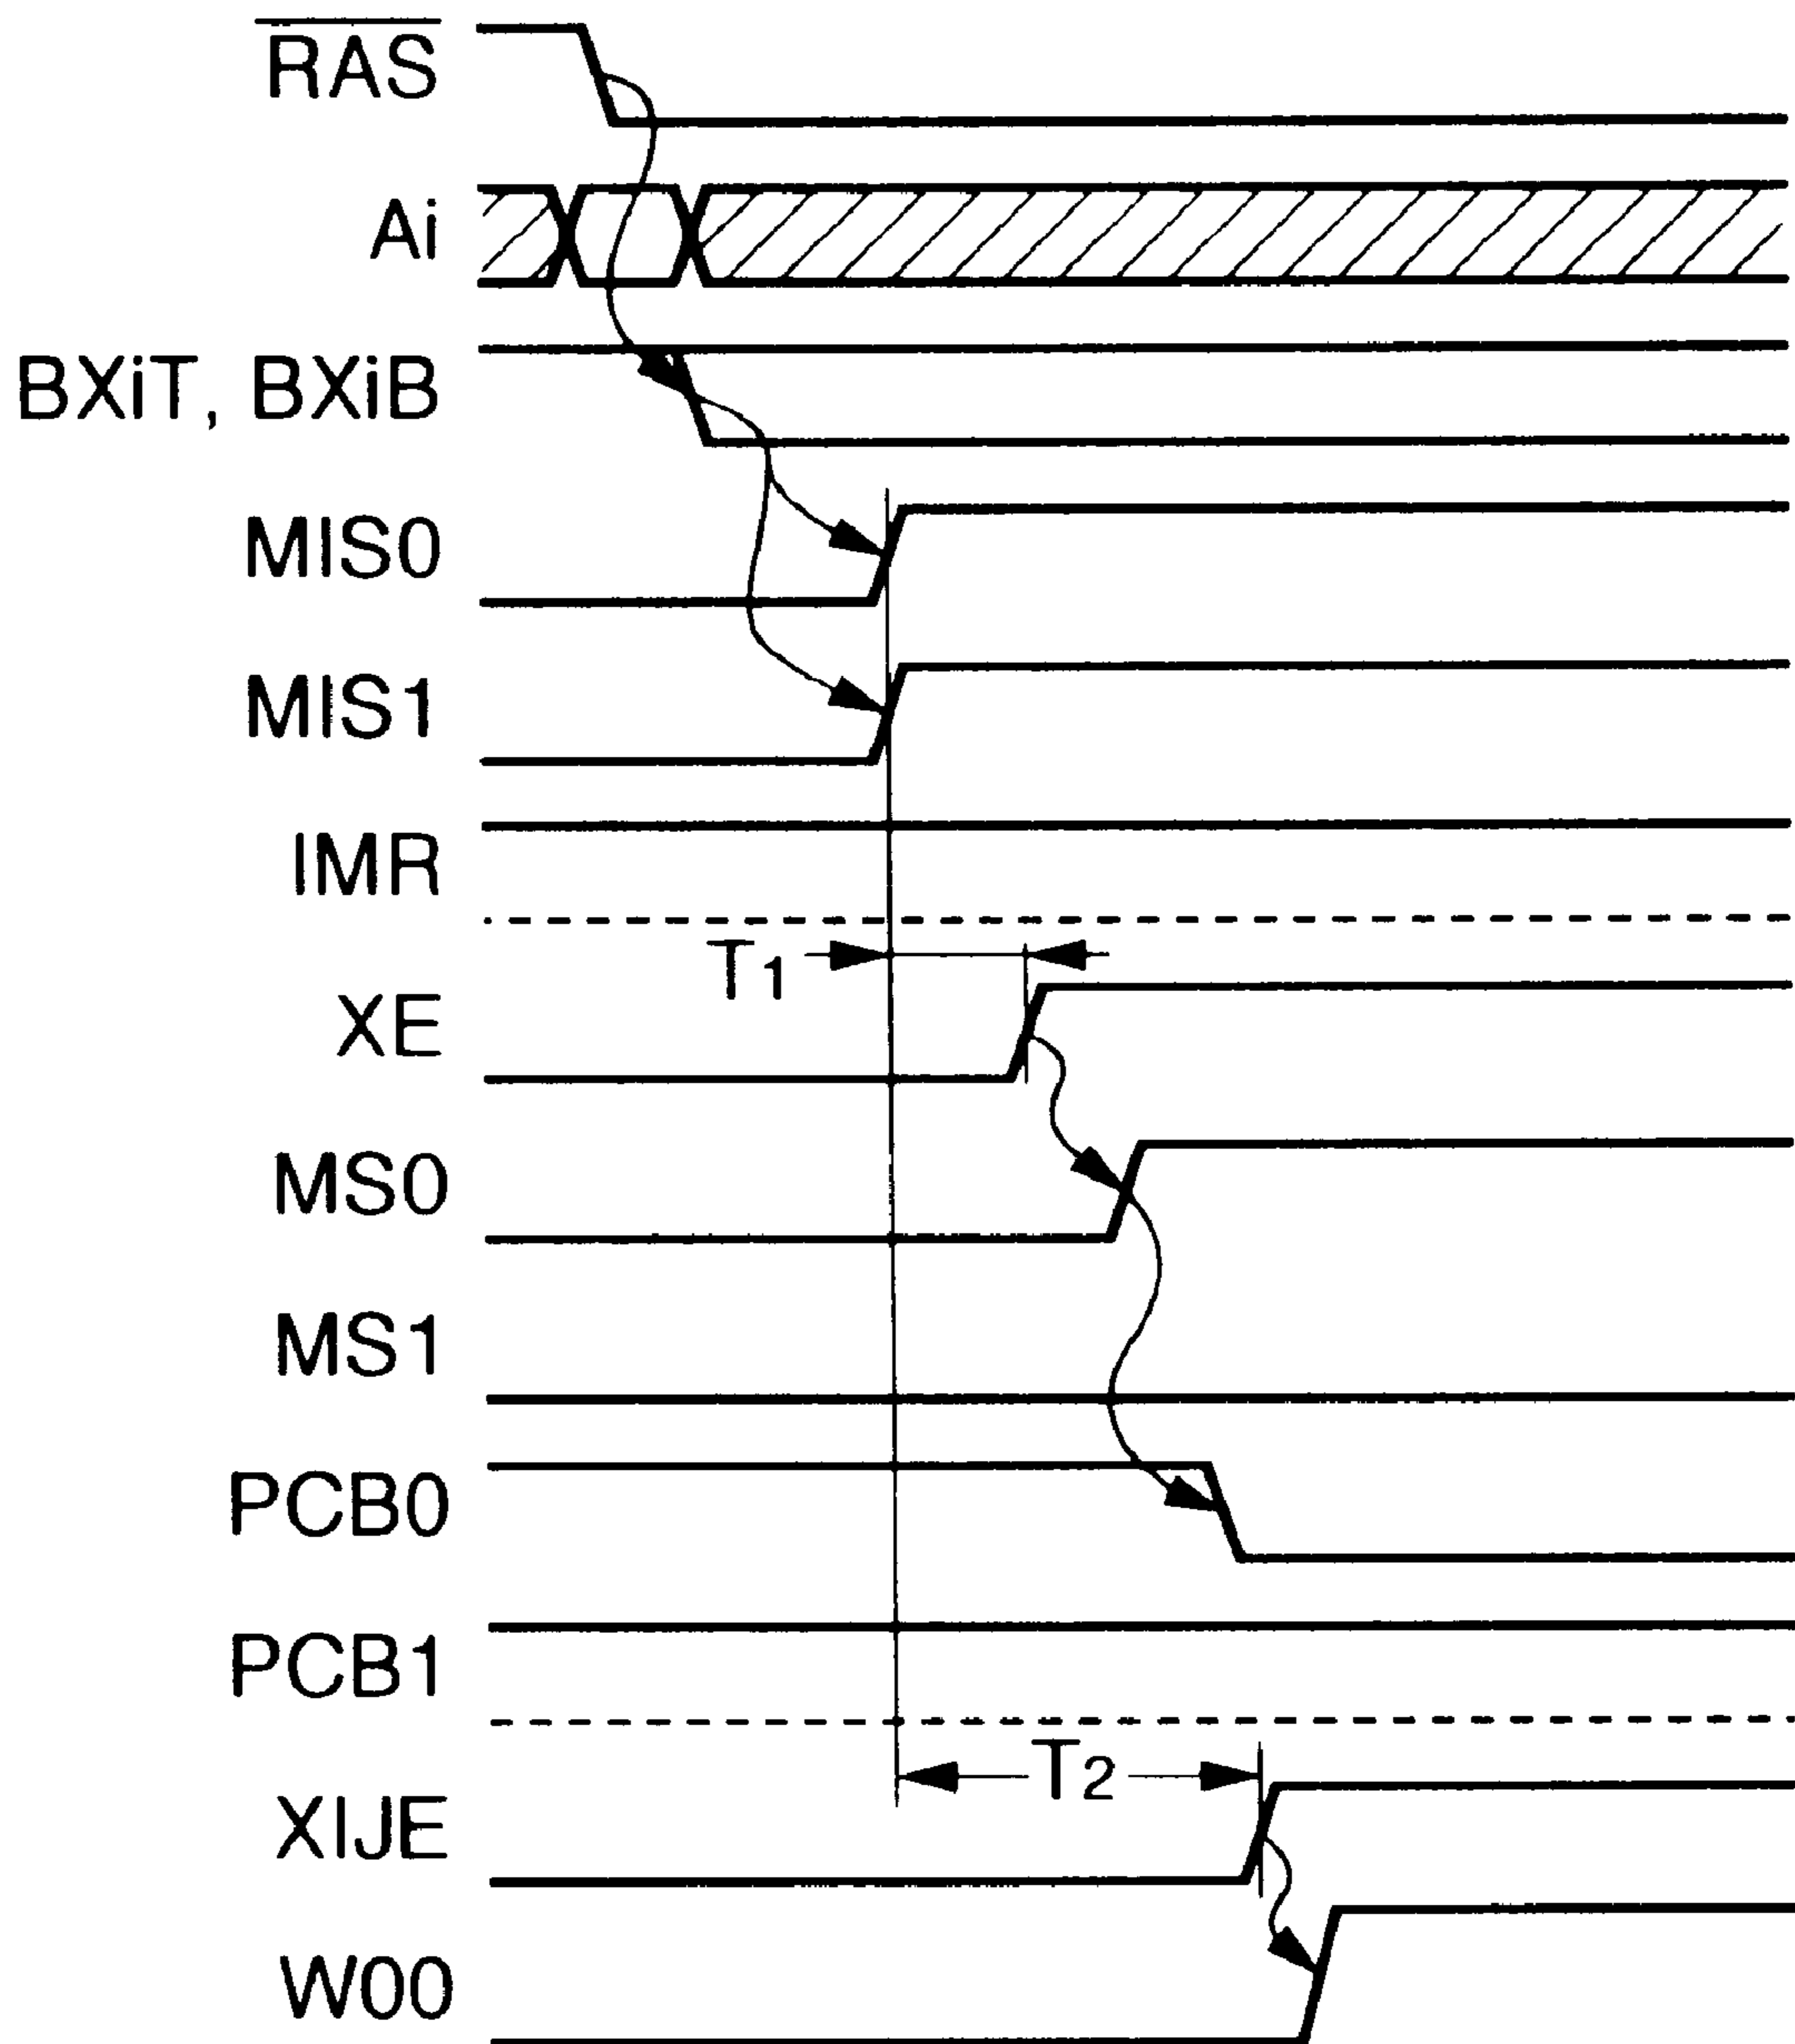 RAS
Ai
BXiT, BXiB
MIS0
MIS1
IMR
T1
XE
MS0
MS1
PCB0
PCB1
T2
XIJE
W00